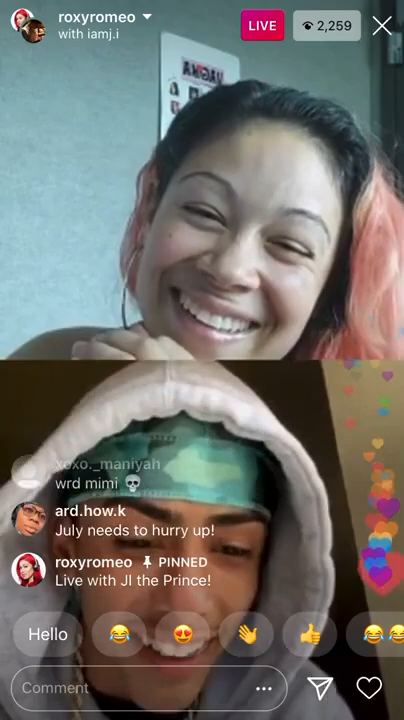 roxyromeo
with iamj.i
LIVE
2,259
xoxo._maniyah
wrd mimi 💀
ard.how.k
July needs to hurry up!
roxyromeo PINNED
Live with JI the Prince!
Hello 😂 😍 👋 👍 😂😂
Comment